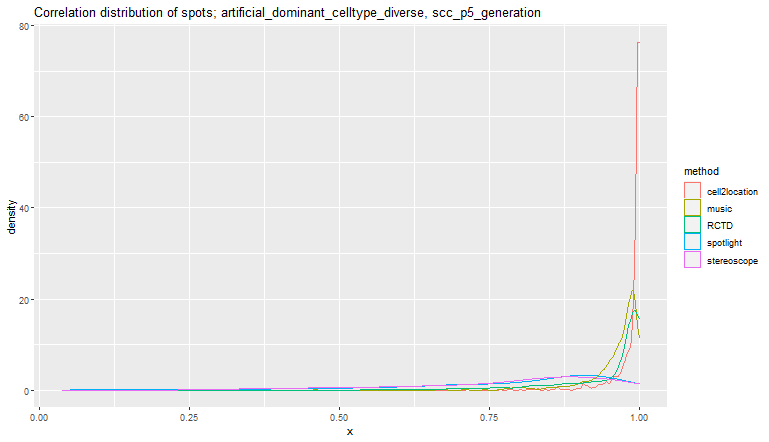 Correlation distribution of spots; artificial_dominant_celltype_diverse, scc_p5_generation
80
60
40
20
0
density
0.00
0.25
0.50
0.75
1.00
x
method
cell2location
music
RCTD
spotlight
stereoscope